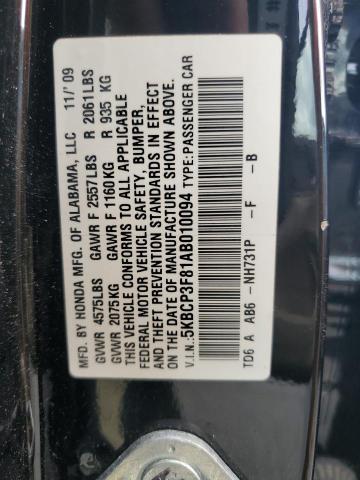 MFD. BY HONDA MFG. OF ALABAMA, LLC 11/'09
GVWR 4575LBS GAWR F 2557LBS R 2061LBS
GVWR 2075KG GAWR F 1160KG R 935 KG
THIS VEHICLE CONFORMS TO ALL APPLICABLE
FEDERAL MOTOR VEHICLE SAFETY, BUMPER,
AND THEFT PREVENTION STANDARDS IN EFFECT
ON THE DATE OF MANUFACTURE SHOWN ABOVE.
V.I.N.:5KBCP3F81AB010094 PASSENGER CAR
TD6 A AB6 -NH731P -F -B